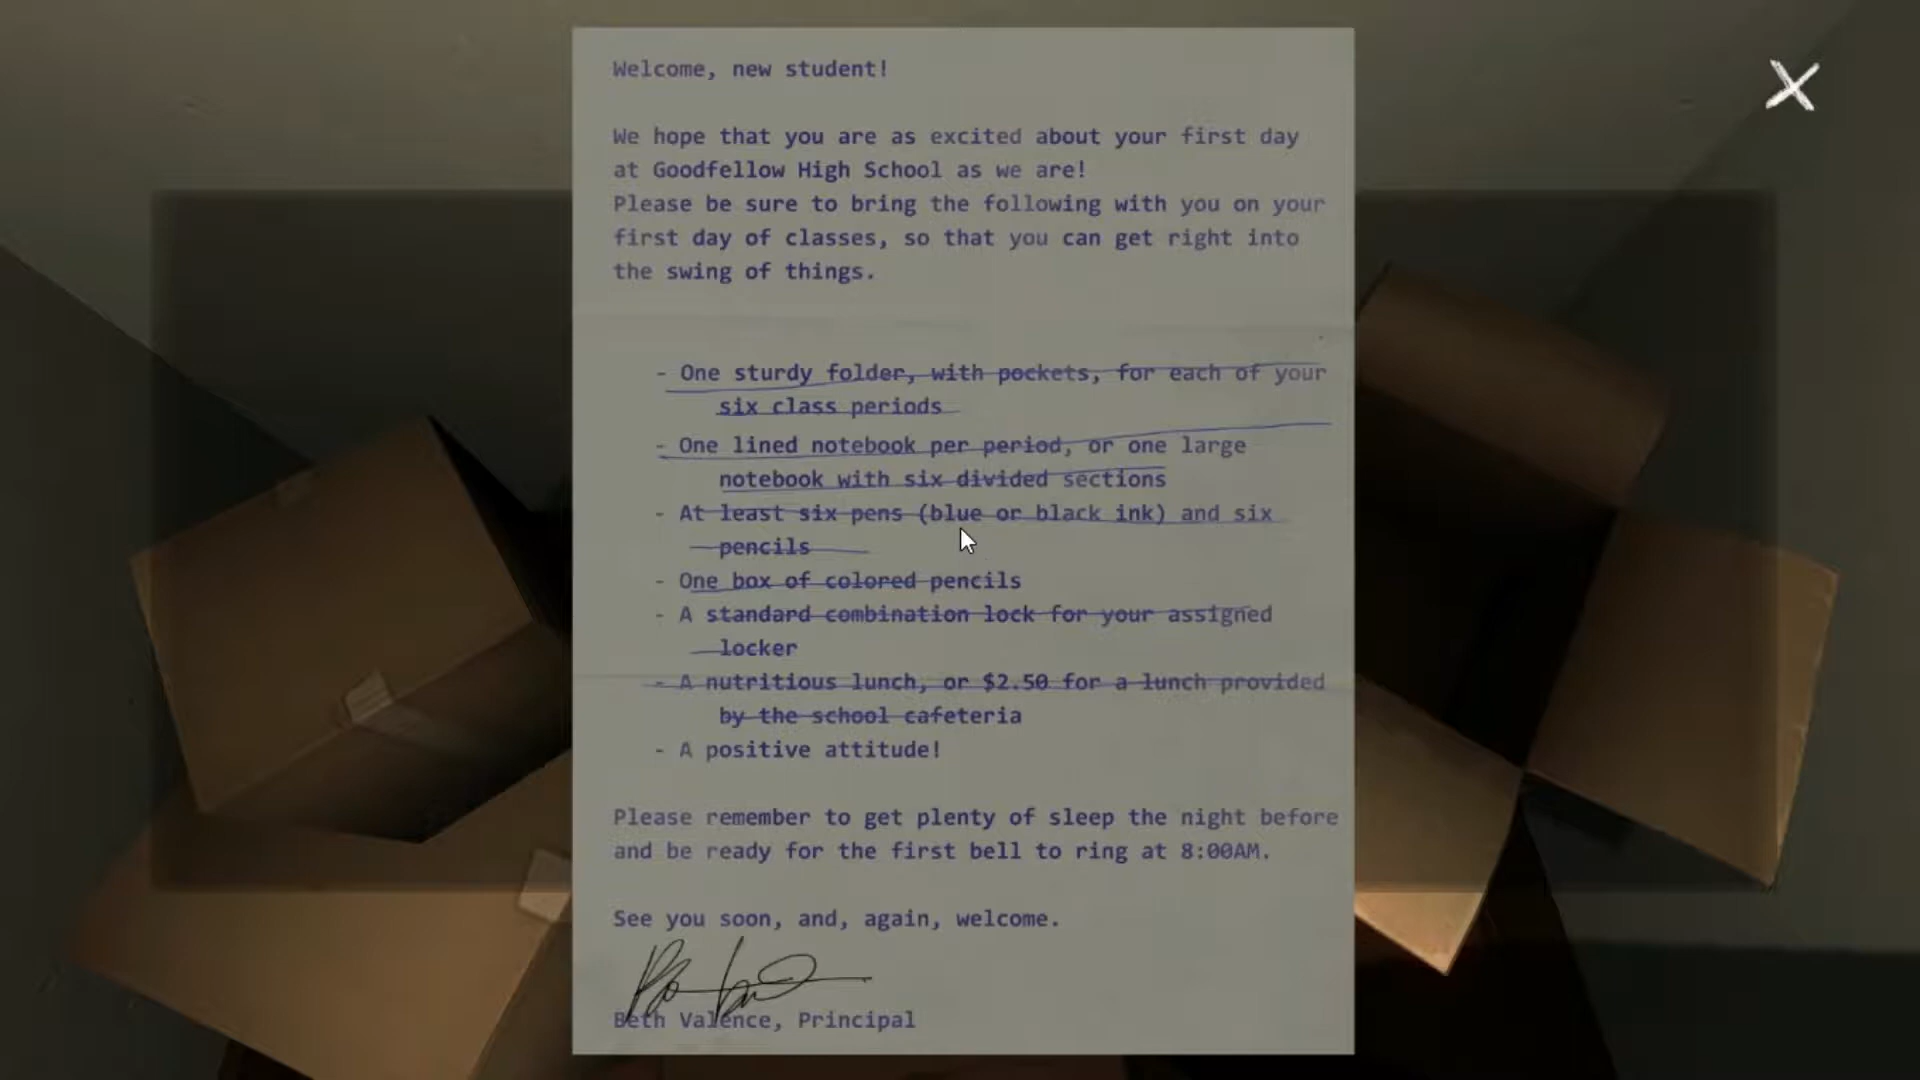 Welcome, new student!
We hope that you are as excited about your first day
at Goodfellow High School as we are!
Please be sure to bring the following with you on your
first day of classes, so that you can get right into
the swing of things.
- One sturdy folder, with pockets, for each of your
six class periods
- One lined notebook per period, or one large
notebook with six divided sections
- At least six pens (blue or black ink) and six
pencils
- One box of colored pencils
- A standard combination lock for your assigned
locker
- A nutritious lunch, or $2.50 for a lunch provided
by the school cafeteria
- A positive attitude!
Please remember to get plenty of sleep the night before
and be ready for the first bell to ring at 8:00AM.
See you soon, and, again, welcome.
Beth Valence, Principal